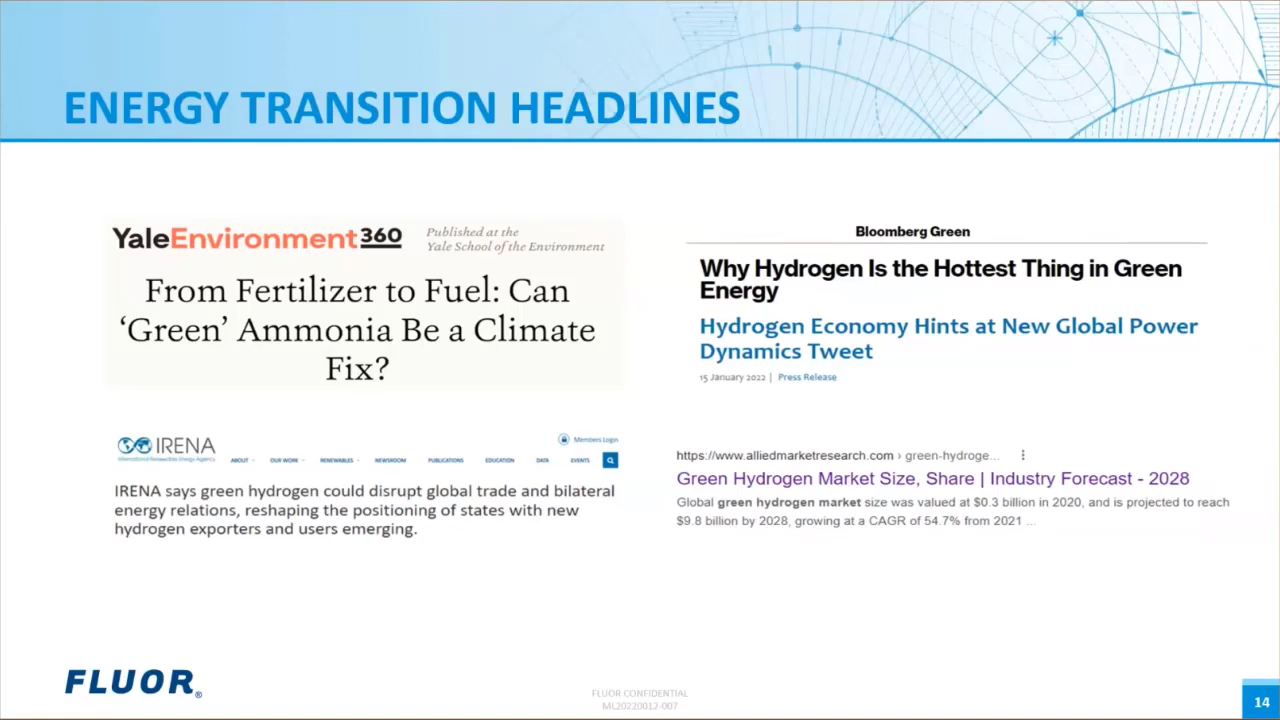 ENERGY TRANSITION HEADLINES
YaleEnvironment360
Published at the
Yale School of the Environment
From Fertilizer to Fuel: Can
‘Green’ Ammonia Be a Climate
Fix?
Bloomberg Green
Why Hydrogen Is the Hottest Thing in Green
Energy
Hydrogen Economy Hints at New Global Power
Dynamics Tweet
15 January 2022 | Press Release
IRENA
International Renewable Energy Agency
Members Login
ABOUT OUR WORK RENEWABLES NEWSROOM PUBLICATIONS EDUCATION DATA EVENTS
IRENA says green hydrogen could disrupt global trade and bilateral
energy relations, reshaping the positioning of states with new
hydrogen exporters and users emerging.
https://www.alliedmarketresearch.com › green-hydroge...
Green Hydrogen Market Size, Share | Industry Forecast - 2028
Global green hydrogen market size was valued at $0.3 billion in 2020, and is projected to reach
$9.8 billion by 2028, growing at a CAGR of 54.7% from 2021 ...
FLUOR®
FLUOR CONFIDENTIAL
ML20220012-007
14